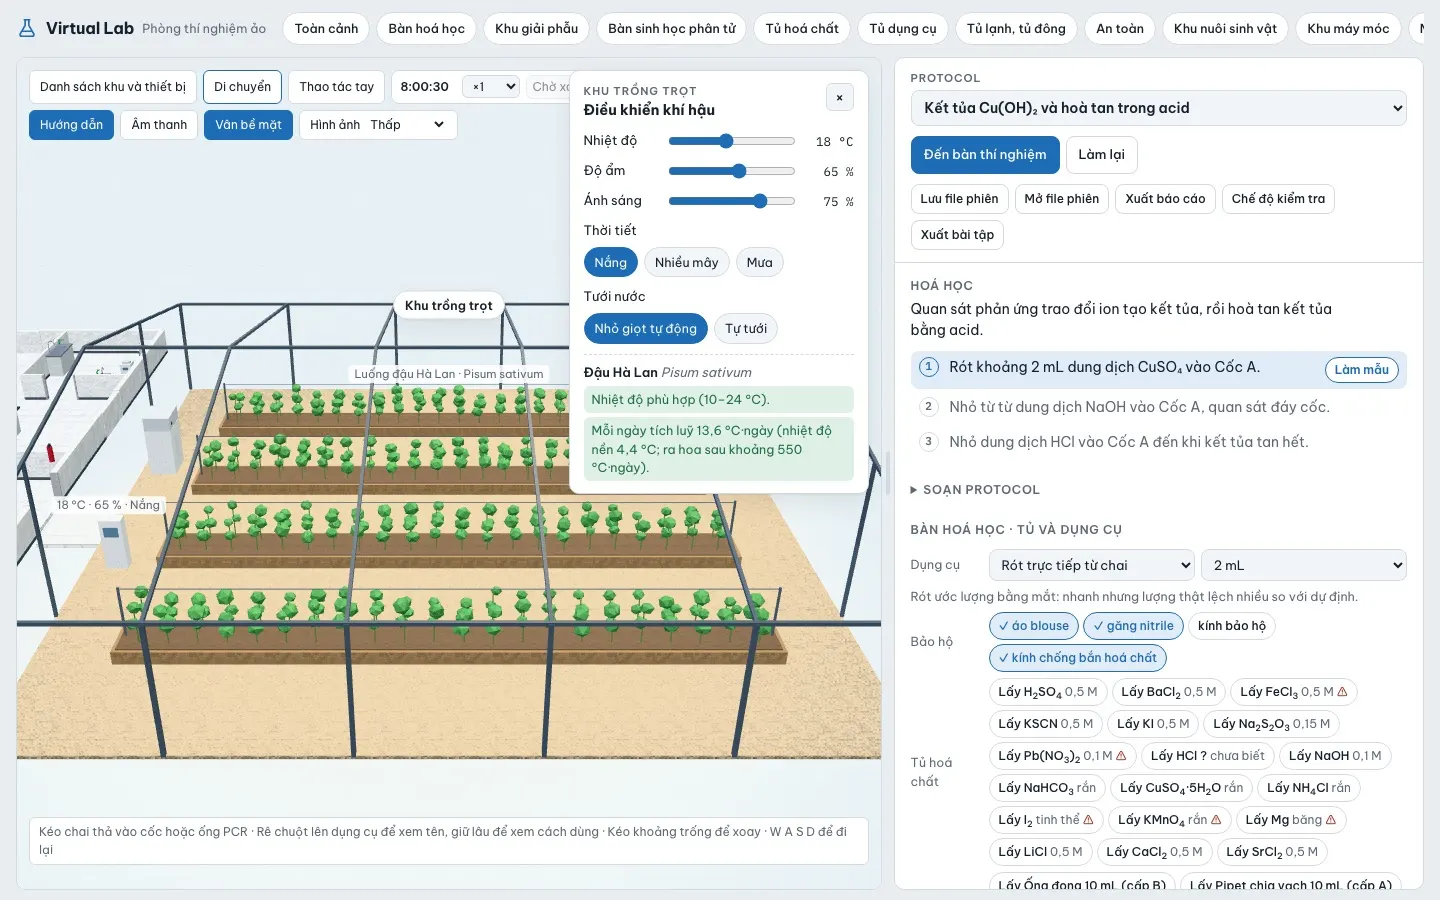 Virtual Lab Phòng thí nghiệm ảo
Toàn cảnh
Bàn hoá học
Khu giải phẫu
Bàn sinh học phân tử
Tủ hoá chất
Tủ dụng cụ
Tủ lạnh, tủ đông
An toàn
Khu nuôi sinh vật
Khu máy móc
Danh sách khu và thiết bị
Di chuyển
Thao tác tay
8:00:30
×1
Hướng dẫn
Âm thanh
Vân bề mặt
Hình ảnh Thấp
KHU TRỒNG TRỌT
Điều khiển khí hậu
×
Nhiệt độ 18 °C
Độ ẩm 65 %
Ánh sáng 75 %
Thời tiết
Nắng
Nhiều mây
Mưa
Tưới nước
Nhỏ giọt tự động
Tự tưới
Đậu Hà Lan Pisum sativum
Nhiệt độ phù hợp (10–24 °C).
Mỗi ngày tích luỹ 13,6 °C·ngày (nhiệt độ
nền 4,4 °C; ra hoa sau khoảng 550
°C·ngày).
Khu trồng trọt
Luống đậu Hà Lan · Pisum sativum
18 °C · 65 % · Nắng
Kéo chai thả vào cốc hoặc ống PCR · Rê chuột lên dụng cụ để xem tên, giữ lâu để xem cách dùng · Kéo khoảng trống để xoay · W A S D để đi
lại
PROTOCOL
Kết tủa Cu(OH)₂ và hoà tan trong acid
Đến bàn thí nghiệm
Làm lại
Lưu file phiên
Mở file phiên
Xuất báo cáo
Chế độ kiểm tra
Xuất bài tập
HOÁ HỌC
Quan sát phản ứng trao đổi ion tạo kết tủa, rồi hoà tan kết tủa
bằng acid.
1 Rót khoảng 2 mL dung dịch CuSO₄ vào Cốc A. Làm mẫu
2 Nhỏ từ từ dung dịch NaOH vào Cốc A, quan sát đáy cốc.
3 Nhỏ dung dịch HCl vào Cốc A đến khi kết tủa tan hết.
▶ SOẠN PROTOCOL
BÀN HOÁ HỌC · TỦ VÀ DỤNG CỤ
Dụng cụ Rót trực tiếp từ chai 2 mL
Rót ước lượng bằng mắt: nhanh nhưng lượng thật lệch nhiều so với dự định.
Bảo hộ
✓ áo blouse
✓ găng nitrile
kính bảo hộ
✓ kính chống bắn hoá chất
Tủ hoá
chất
Lấy H₂SO₄ 0,5 M
Lấy BaCl₂ 0,5 M
Lấy FeCl₃ 0,5 M ⚠
Lấy KSCN 0,5 M
Lấy KI 0,5 M
Lấy Na₂S₂O₃ 0,15 M
Lấy Pb(NO₃)₂ 0,1 M ⚠
Lấy HCl ? chưa biết
Lấy NaOH 0,1 M
Lấy NaHCO₃ rắn
Lấy CuSO₄·5H₂O rắn
Lấy NH₄Cl rắn
Lấy I₂ tinh thể ⚠
Lấy KMnO₄ rắn ⚠
Lấy Mg băng ⚠
Lấy LiCl 0,5 M
Lấy CaCl₂ 0,5 M
Lấy SrCl₂ 0,5 M
Lấy Ống đong 10 mL (cấp B)
Lấy Pipet chia vạch 10 mL (cấp A)